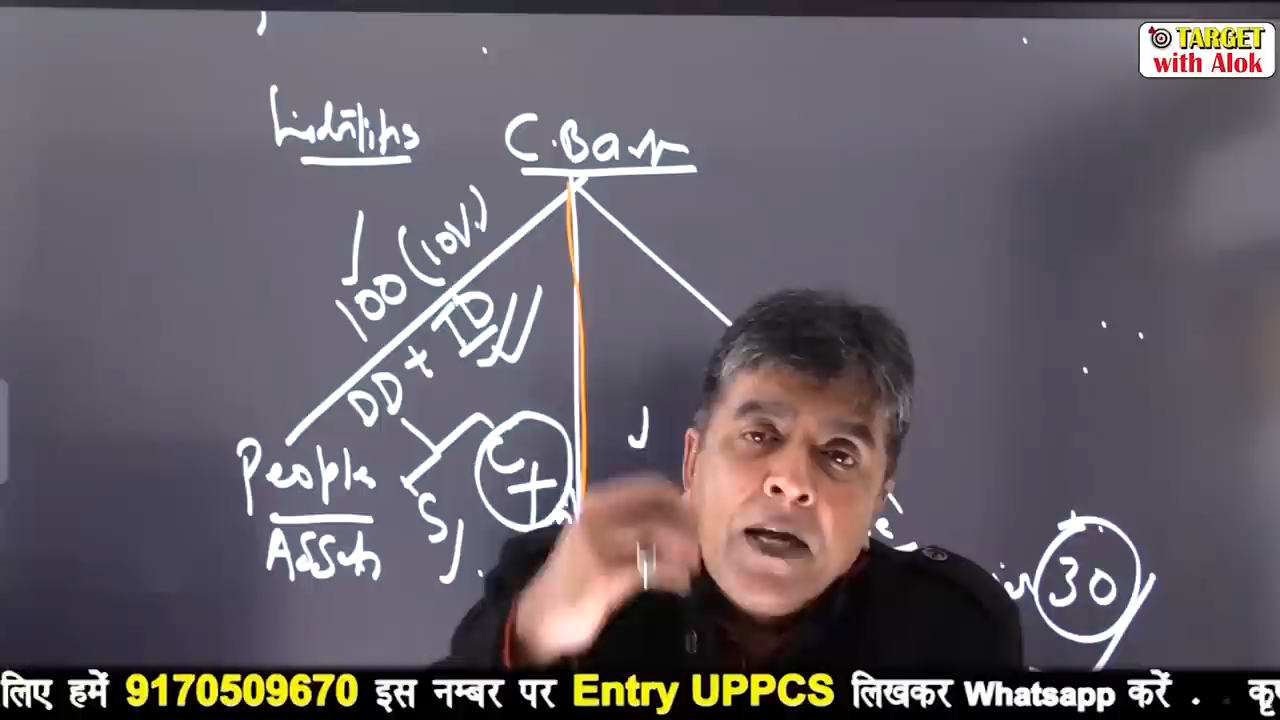 TARGET
with Alok
Liabilities
C.Bank
100 (10%)
DD + TD
People
Assets
S
C
+
30
लिए हमें 9170509670 इस नम्बर पर Entry UPPCS लिखकर Whatsapp करें . . कृ